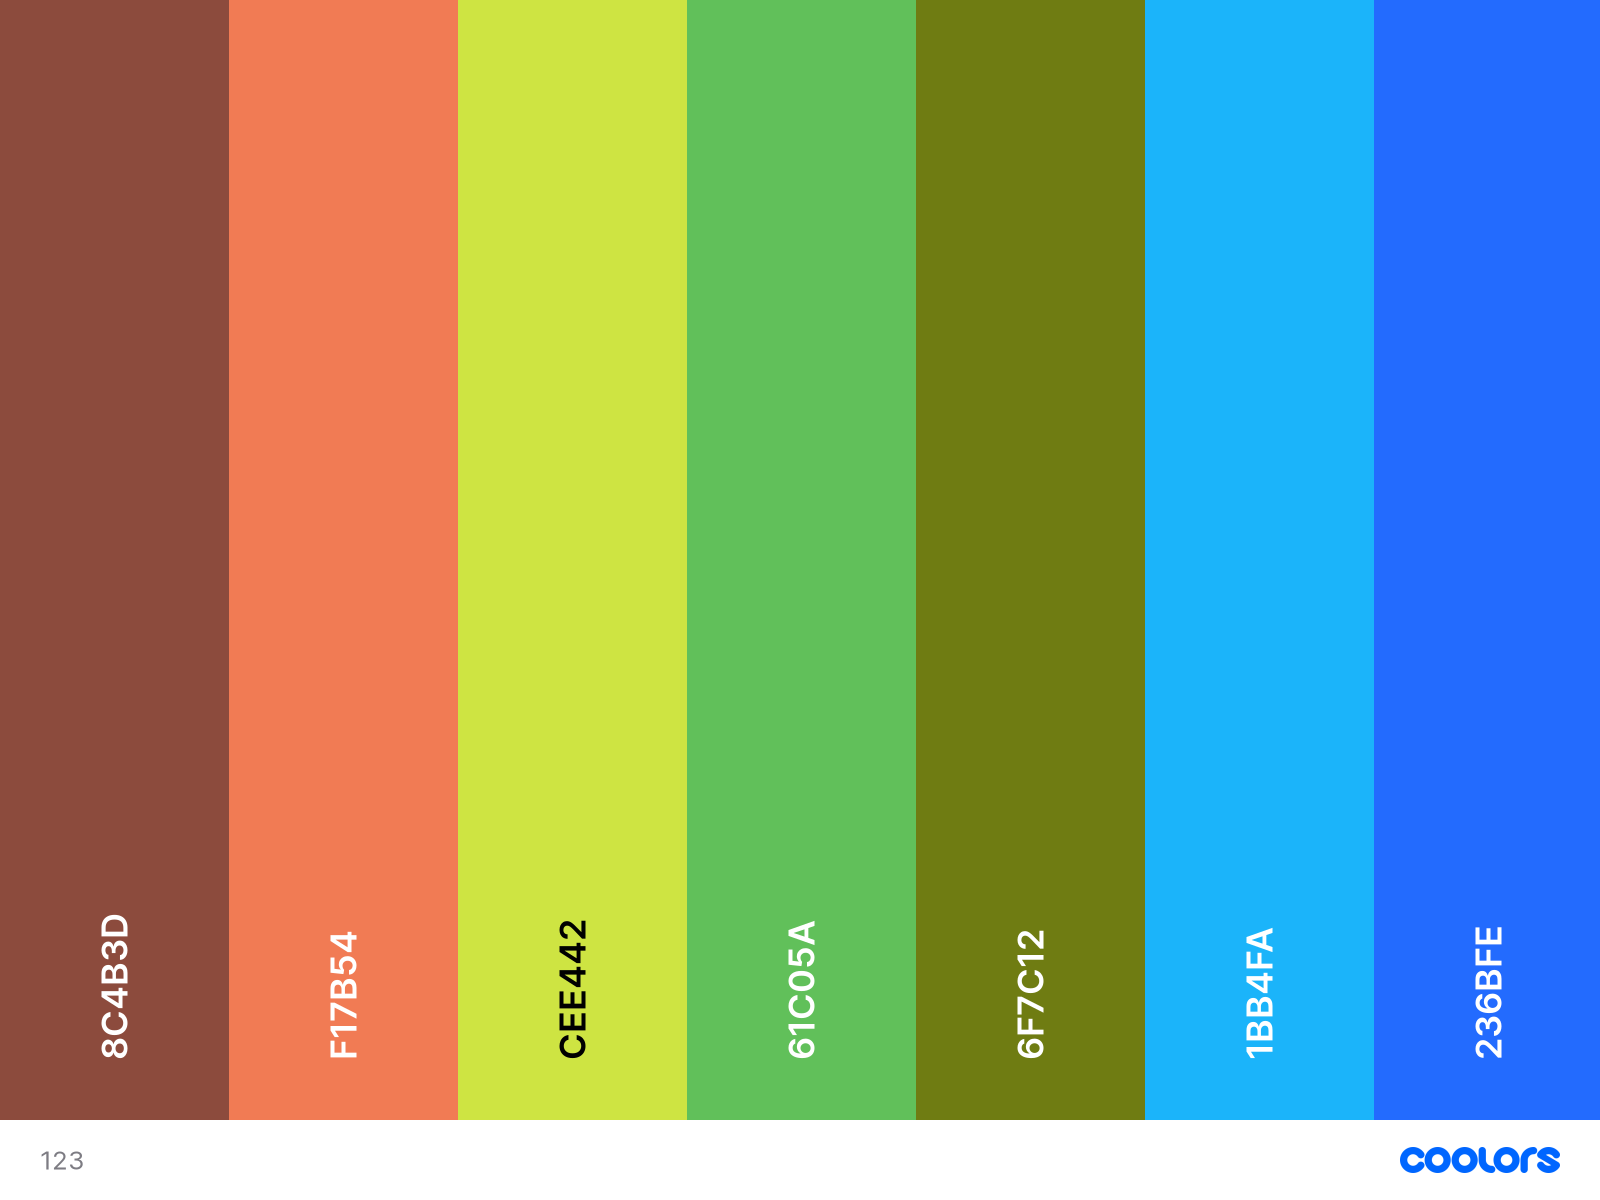 8C4B3D
F17B54
CEE442
61C05A
6F7C12
1BB4FA
236BFE
123
coolors